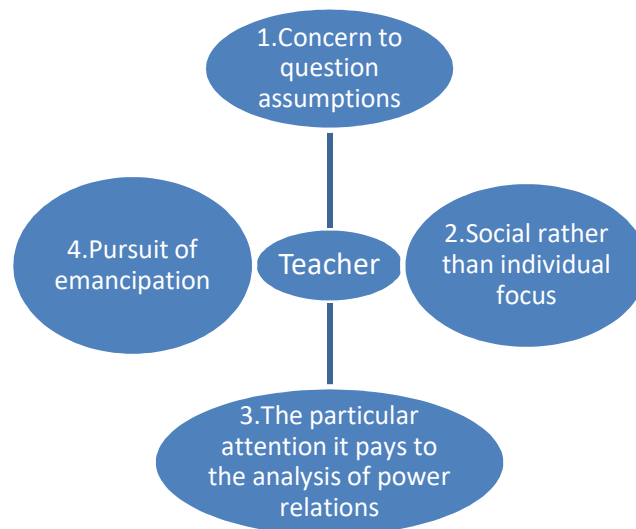 1.Concern to
question
assumptions
4.Pursuit of
emancipation
Teacher
2.Social rather
than individual
focus
3.The particular
attention it pays to
the analysis of power
relations